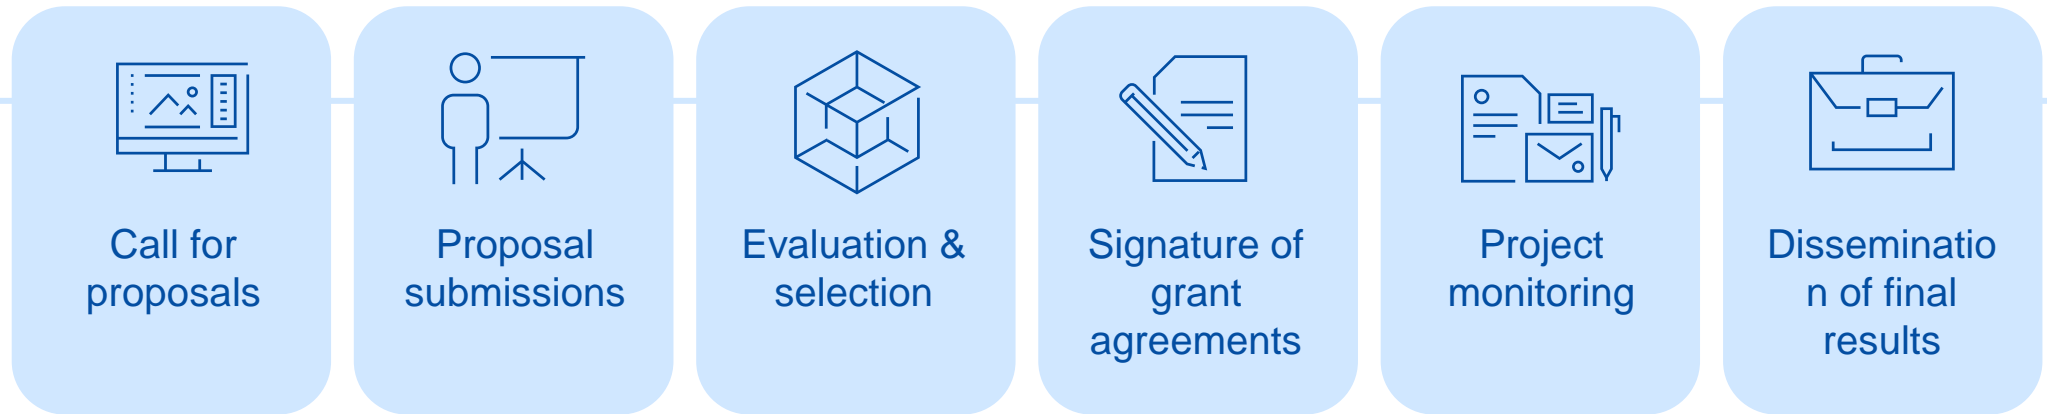 Call for
proposals
Proposal
submissions
Evaluation &
selection
Signature of
grant
agreements
Project
monitoring
Disseminatio
n of final
results